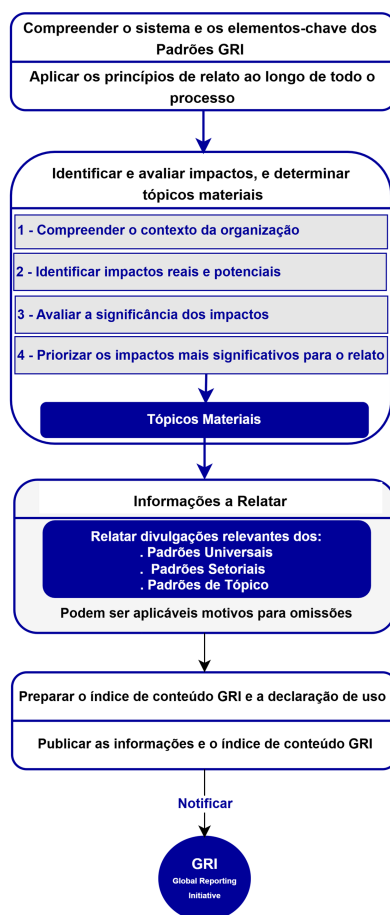 Compreender o sistema e os elementos-chave dos
Padrões GRI
Aplicar os princípios de relato ao longo de todo o
processo
Identificar e avaliar impactos, e determinar
tópicos materiais
1 - Compreender o contexto da organização
2 - Identificar impactos reais e potenciais
3 - Avaliar a significância dos impactos
4 - Priorizar os impactos mais significativos para o relato
Tópicos Materiais
Informações a Relatar
Relatar divulgações relevantes dos:
. Padrões Universais
. Padrões Setoriais
. Padrões de Tópico
Podem ser aplicáveis motivos para omissões
Preparar o índice de conteúdo GRI e a declaração de uso
Publicar as informações e o índice de conteúdo GRI
Notificar
GRI
Global Reporting
Initiative